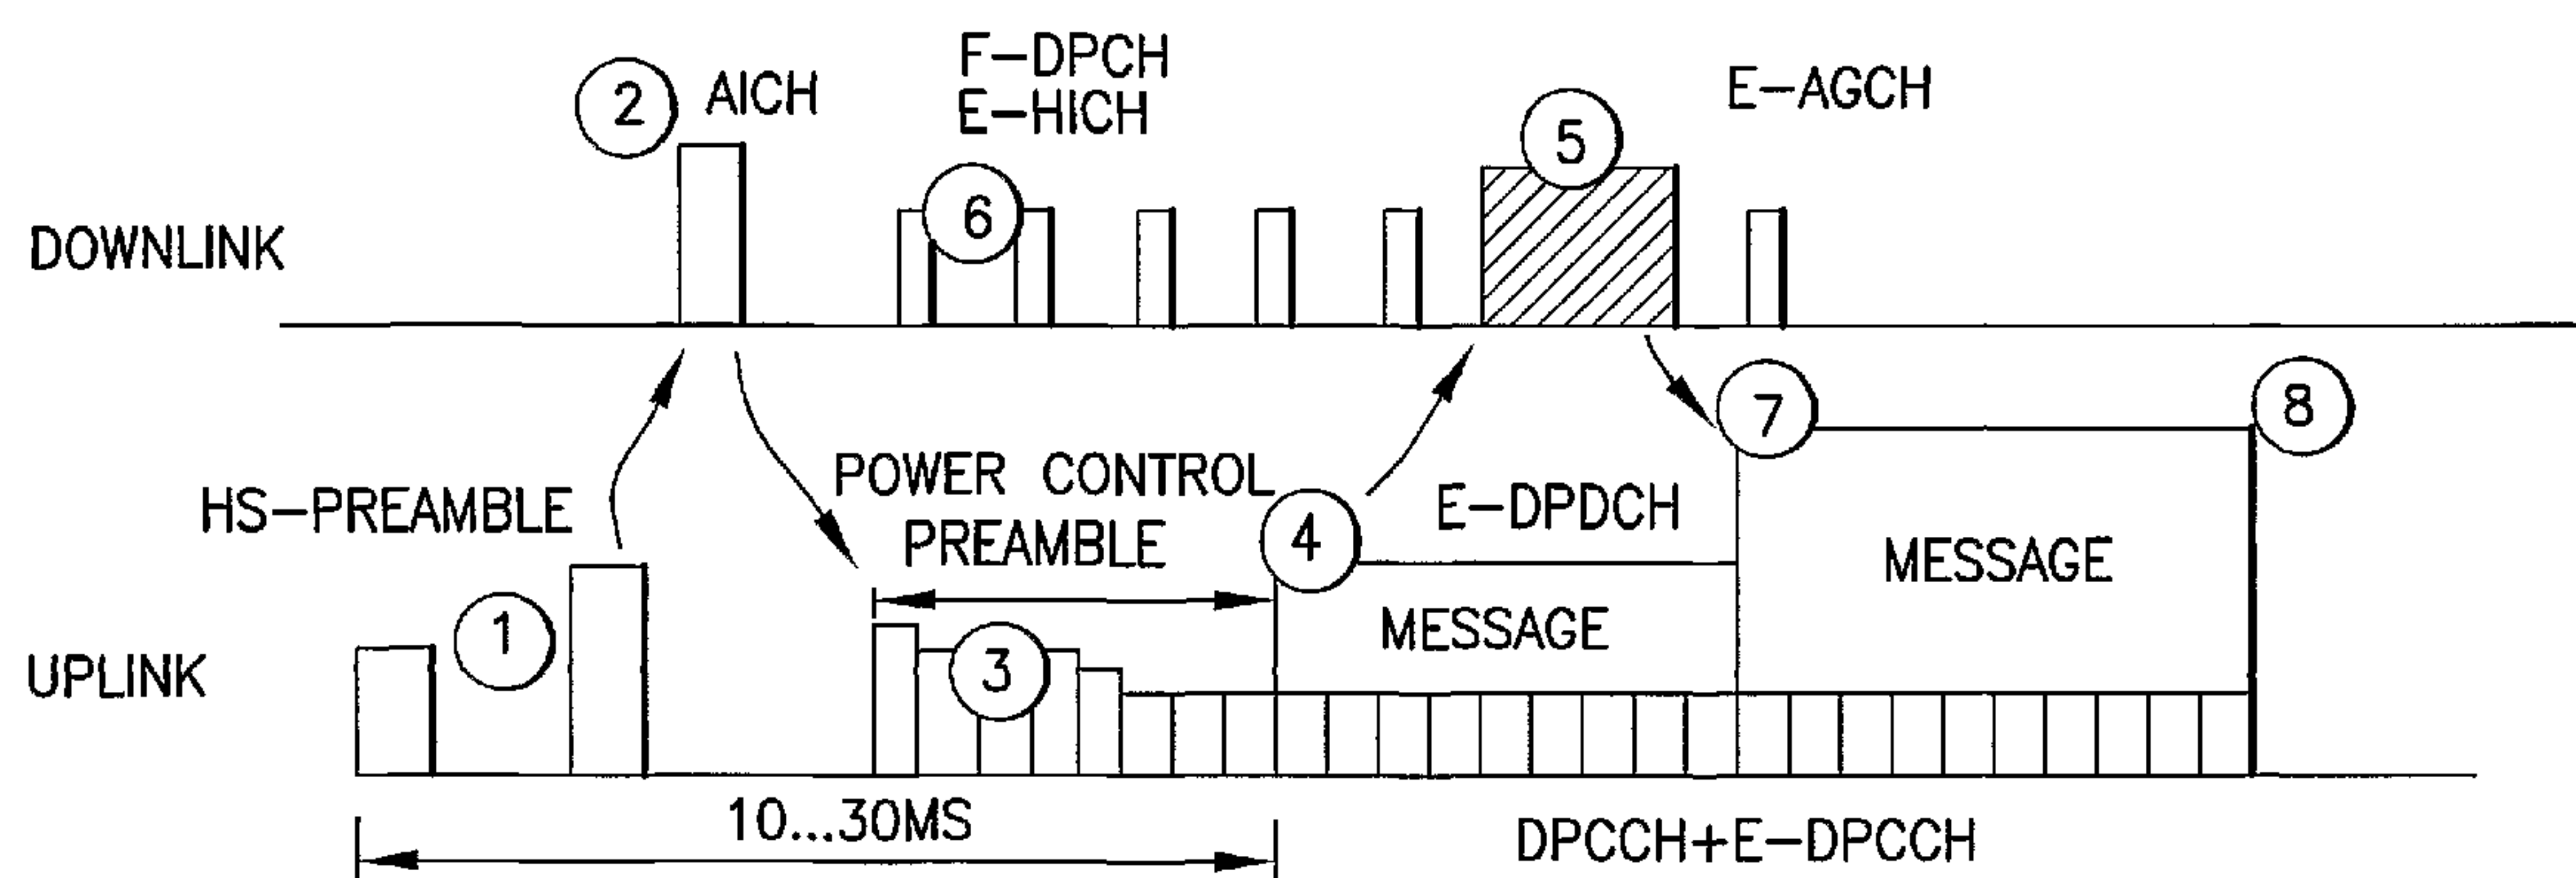 F-DPCH
2 AICH
E-HICH
E-AGCH
5
6
DOWNLINK
7
8
POWER CONTROL
PREAMBLE
HS-PREAMBLE
4
E-DPDCH
MESSAGE
MESSAGE
1
3
UPLINK
10...30MS
DPCCH+E-DPCCH